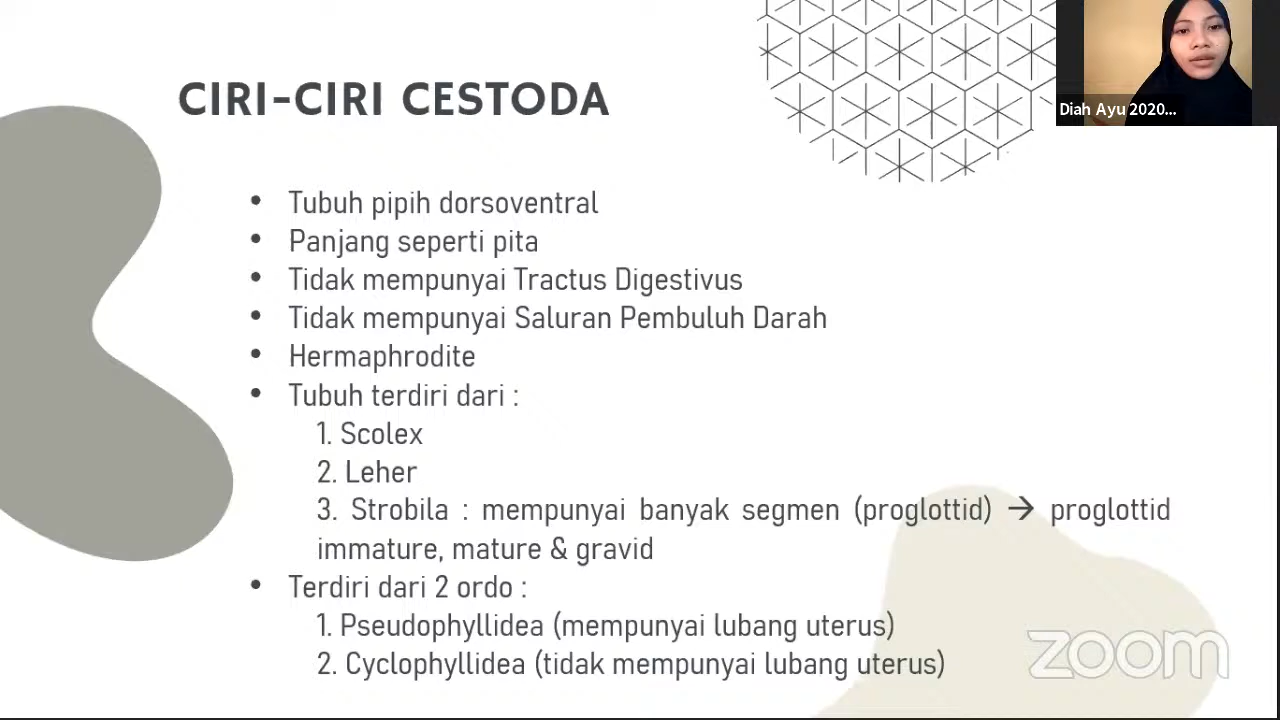 CIRI-CIRI CESTODA
Diah Ayu 2020...
• Tubuh pipih dorsoventral
• Panjang seperti pita
• Tidak mempunyai Tractus Digestivus
• Tidak mempunyai Saluran Pembuluh Darah
• Hermaphrodite
• Tubuh terdiri dari :
1. Scolex
2. Leher
3. Strobila : mempunyai banyak segmen (proglottid) → proglottid
immature, mature & gravid
• Terdiri dari 2 ordo :
1. Pseudophyllidea (mempunyai lubang uterus)
2. Cyclophyllidea (tidak mempunyai lubang uterus)
zoom